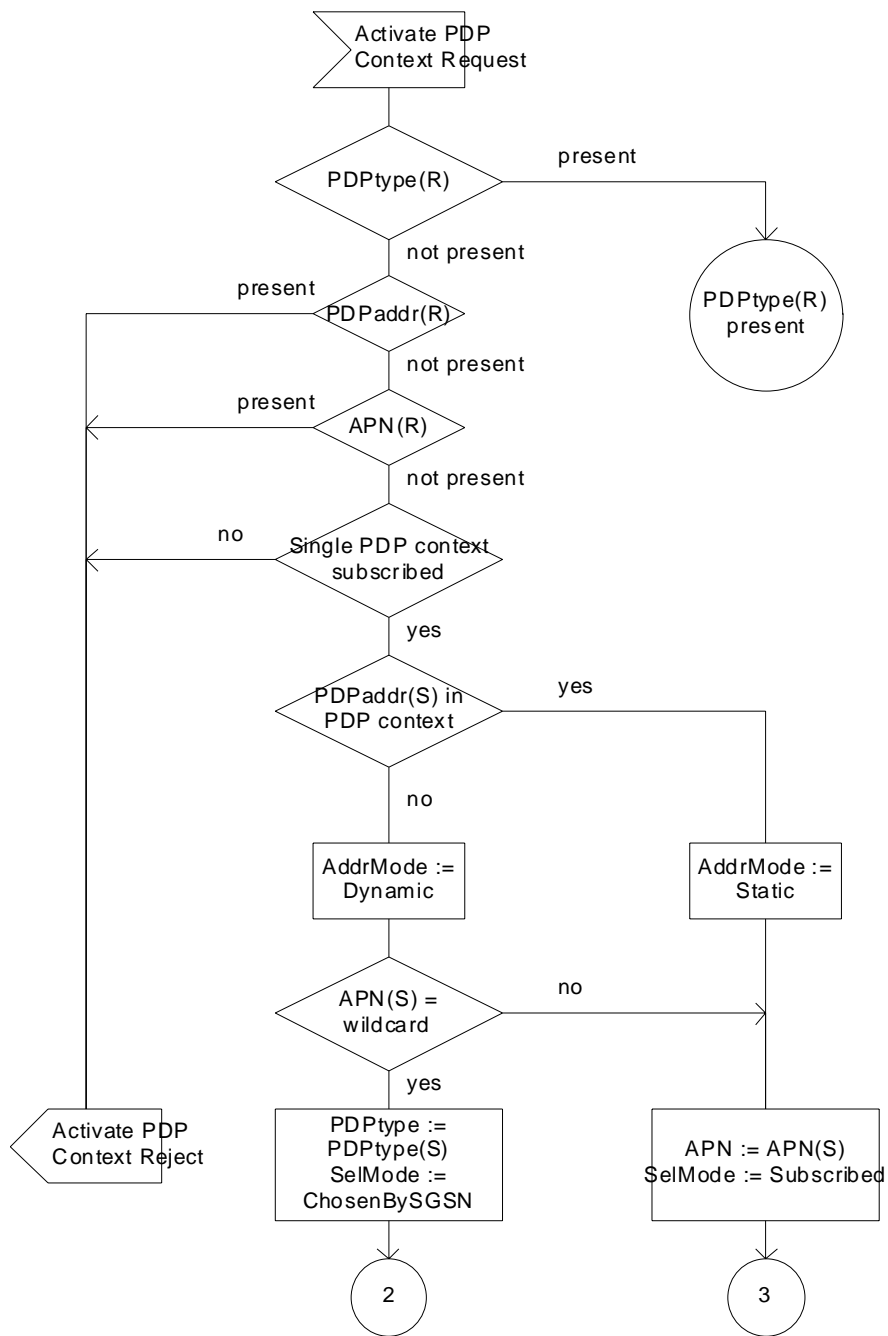 Activate PDP
Context Request
PDPtype(R)
present
not present
PDPtype(R)
present
present
PDPaddr(R)
not present
present
APN(R)
not present
no
Single PDP context
subscribed
yes
PDPaddr(S) in
PDP context
yes
no
AddrMode :=
Dynamic
AddrMode :=
Static
APN(S) =
wildcard
no
yes
Activate PDP
Context Reject
PDPtype :=
PDPtype(S)
SelMode :=
ChosenBySGSN
APN := APN(S)
SelMode := Subscribed
2
3